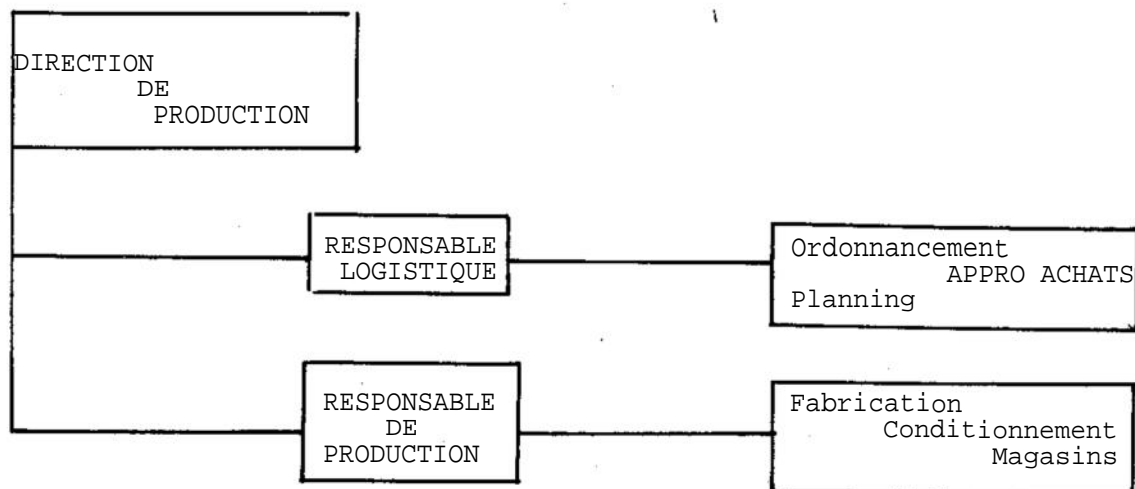 DIRECTION
DE
PRODUCTION
RESPONSABLE
LOGISTIQUE
Ordonnancement
APPRO ACHATS
Planning
RESPONSABLE
DE
PRODUCTION
Fabrication
Conditionnement
Magasins